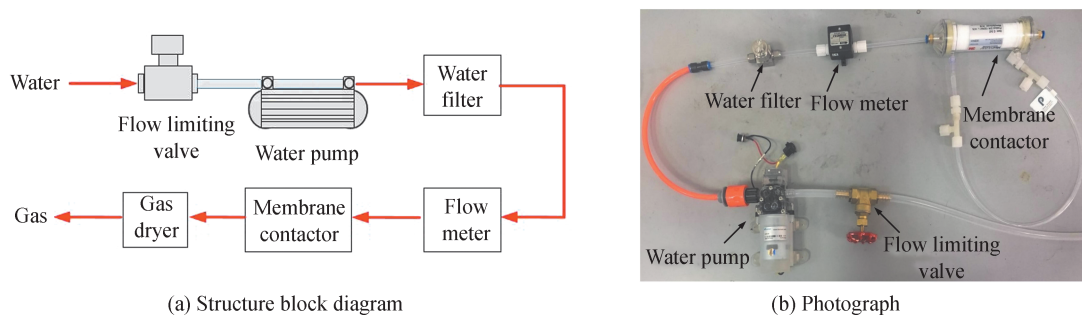 Water
Flow limiting
valve
Water pump
Water
filter
Gas
Gas
dryer
Membrane
contactor
Flow
meter
(a) Structure block diagram
Water filter
Flow meter
Membrane
contactor
Water pump
Flow limiting
valve
(b) Photograph